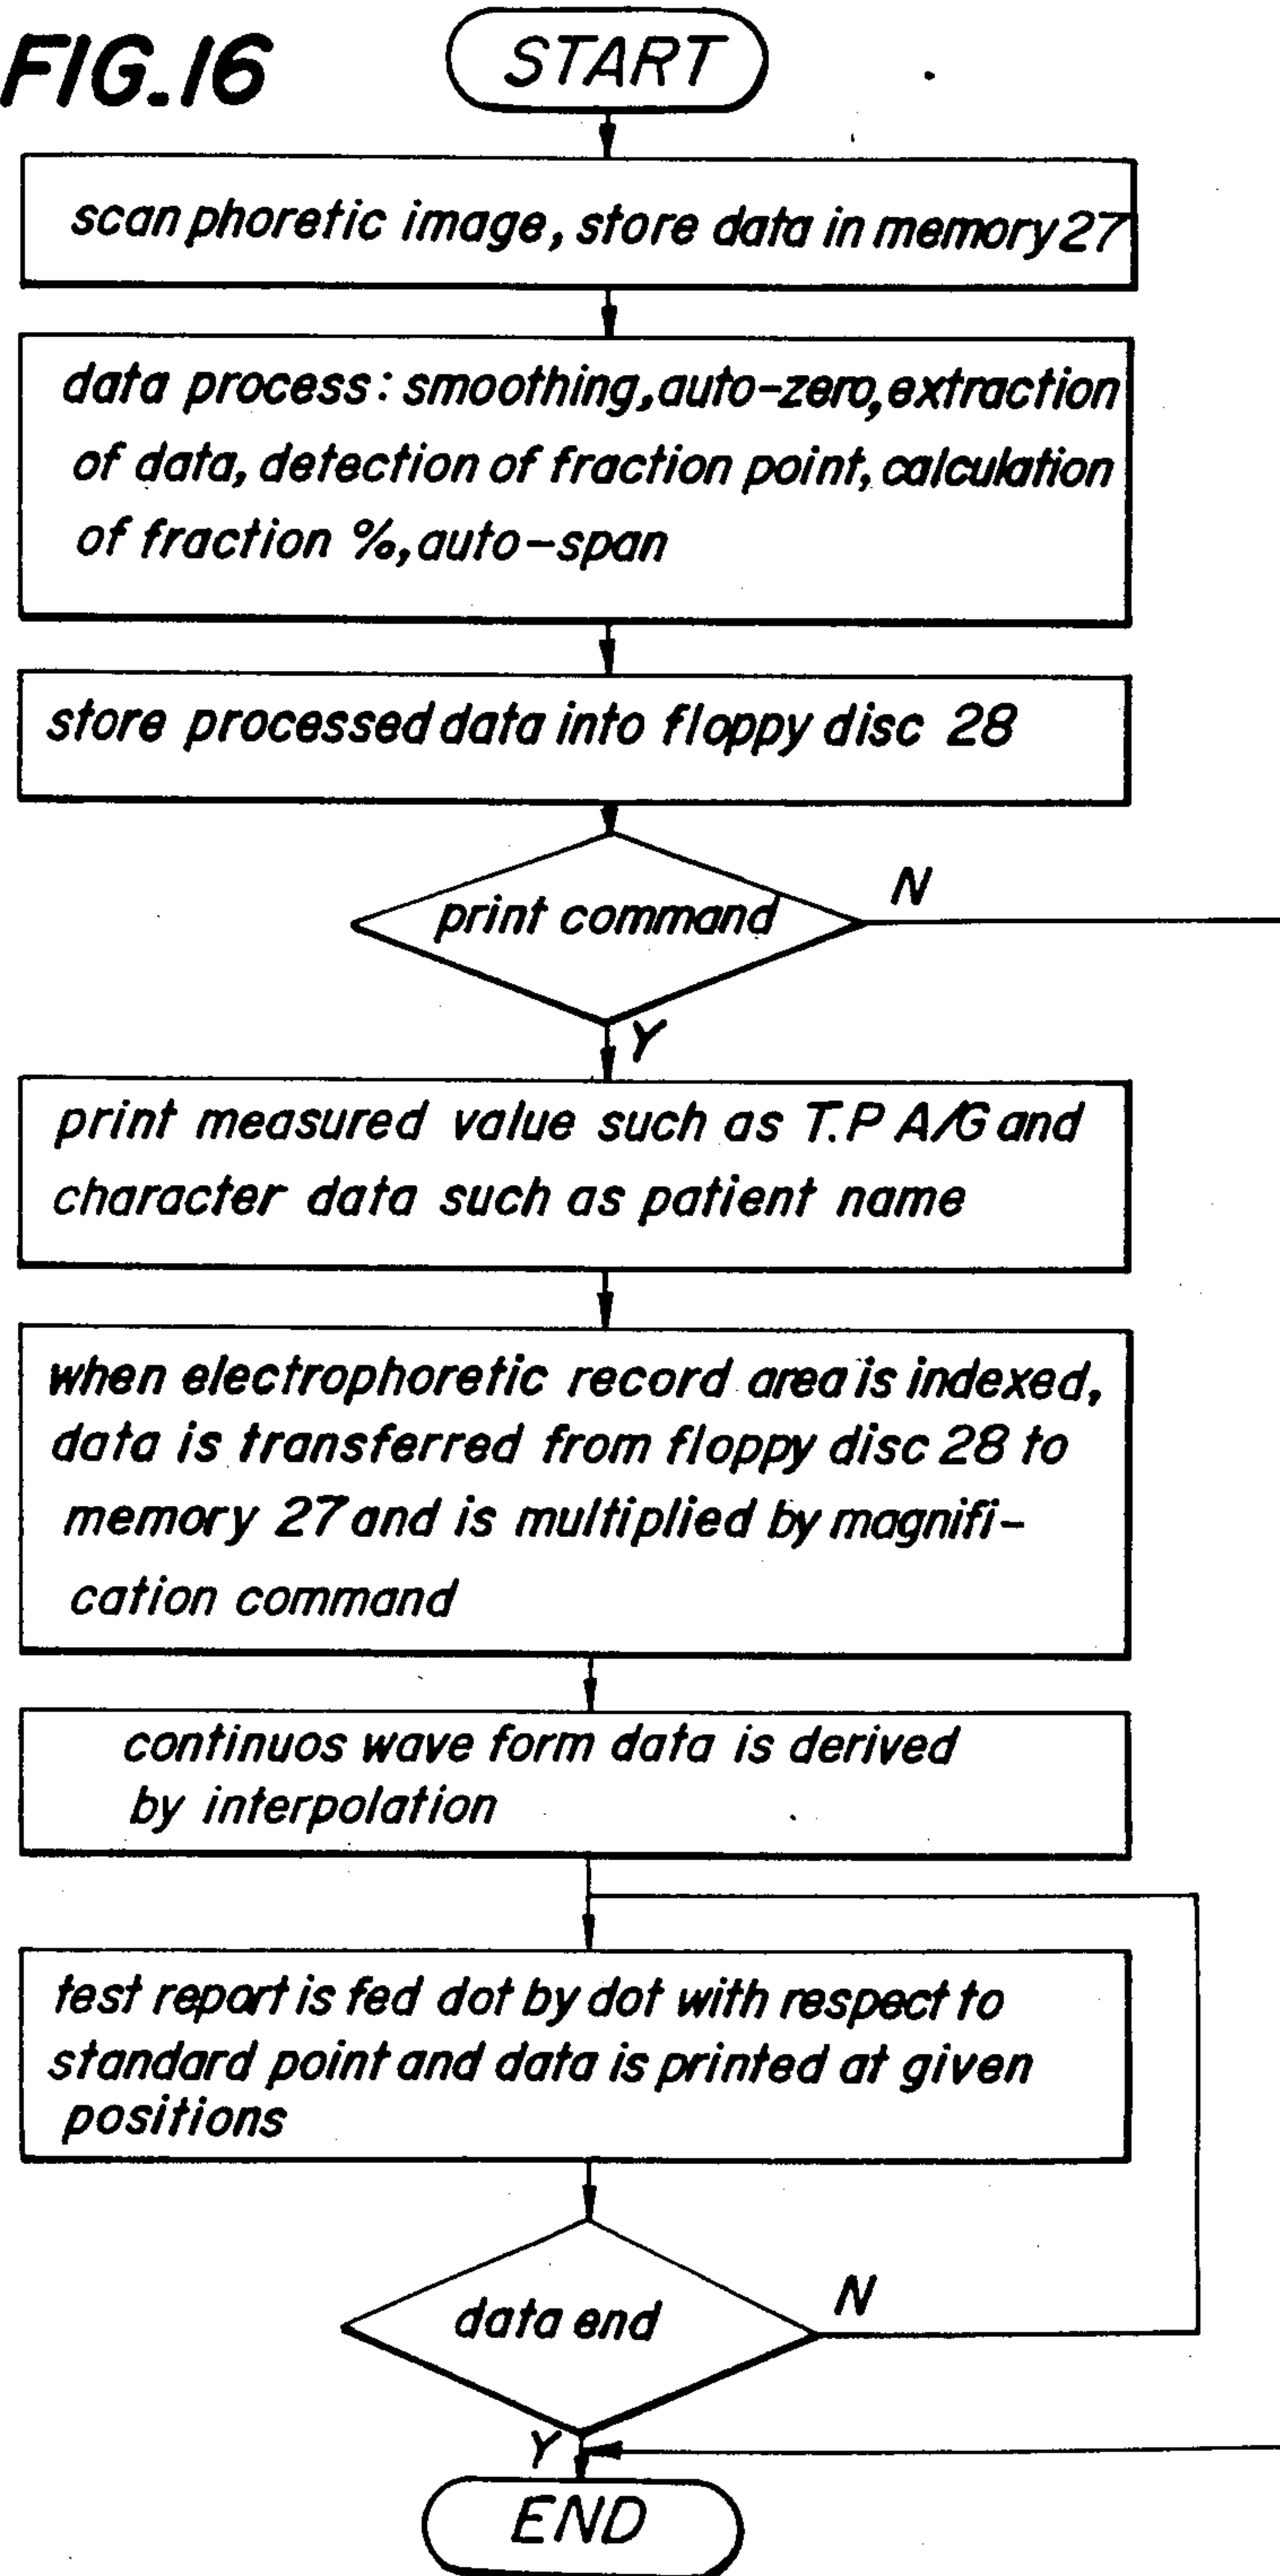 FIG.16
START
scan phoretic image, store data in memory 27
data process: smoothing, auto-zero, extraction
of data, detection of fraction point, calculation
of fraction %, auto-span
store processed data into floppy disc 28
print command
N
Y
print measured value such as T.P A/G and
character data such as patient name
when electrophoretic record area is indexed,
data is transferred from floppy disc 28 to
memory 27 and is multiplied by magnifi-
cation command
continuos wave form data is derived
by interpolation
test report is fed dot by dot with respect to
standard point and data is printed at given
positions
data end
N
Y
END